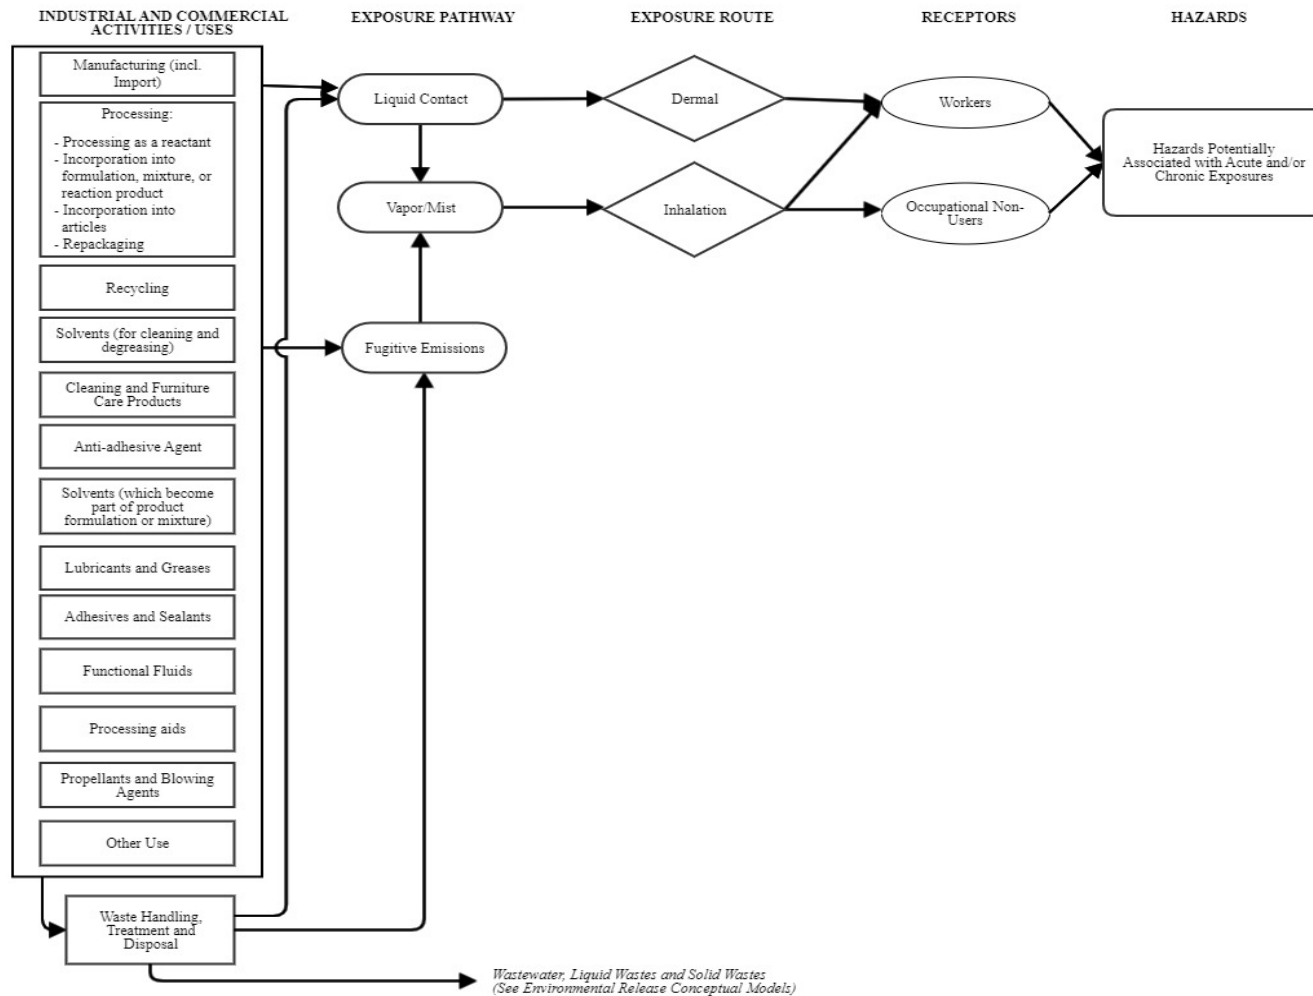 INDUSTRIAL AND COMMERCIAL
ACTIVITIES / USES
EXPOSURE PATHWAY
EXPOSURE ROUTE
RECEPTORS
HAZARDS
Manufacturing (incl.
Import)
Processing:
- Processing as a reactant
- Incorporation into
formulation, mixture, or
reaction product
- Incorporation into
articles
- Repackaging
Recycling
Solvents (for cleaning and
degreasing)
Cleaning and Furniture
Care Products
Anti-adhesive Agent
Solvents (which become
part of product
formulation or mixture)
Lubricants and Greases
Adhesives and Sealants
Functional Fluids
Processing aids
Propellants and Blowing
Agents
Other Use
Waste Handling,
Treatment and
Disposal
Liquid Contact
Vapor/Mist
Fugitive Emissions
Dermal
Inhalation
Workers
Occupational Non-
Users
Hazards Potentially
Associated with Acute and/or
Chronic Exposures
Wastewater, Liquid Wastes and Solid Wastes
(See Environmental Release Conceptual Models)